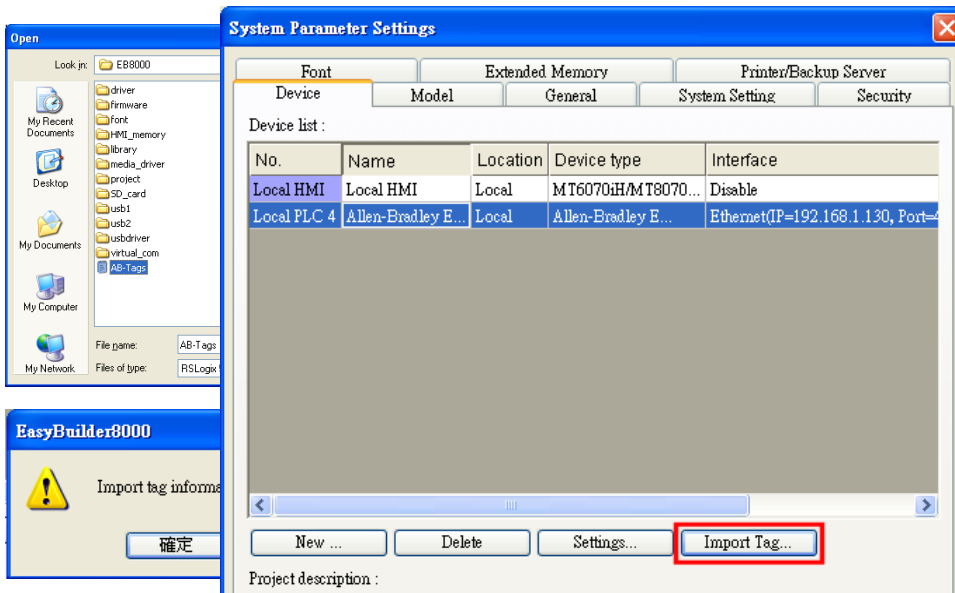 Open
Look in:
EB8000
driver
firmware
font
HMI_memory
library
media_driver
project
SD_card
usb1
usb2
usbdriver
virtual_com
AB-Tags
My Recent
Documents
Desktop
My Documents
My Computer
My Network
File name:
AB-Tags
Files of type:
RSLogix
EasyBuilder8000
Import tag informa
確定
System Parameter Settings
Font Extended Memory Printer/Backup Server
Device Model General System Setting Security
Device list :
No. Name Location Device type Interface
Local HMI Local HMI Local MT6070iH/MT8070... Disable
Local PLC 4 Allen-Bradley E... Local Allen-Bradley E... Ethernet(IP=192.168.1.130, Port=4
New ... Delete Settings... Import Tag...
Project description :